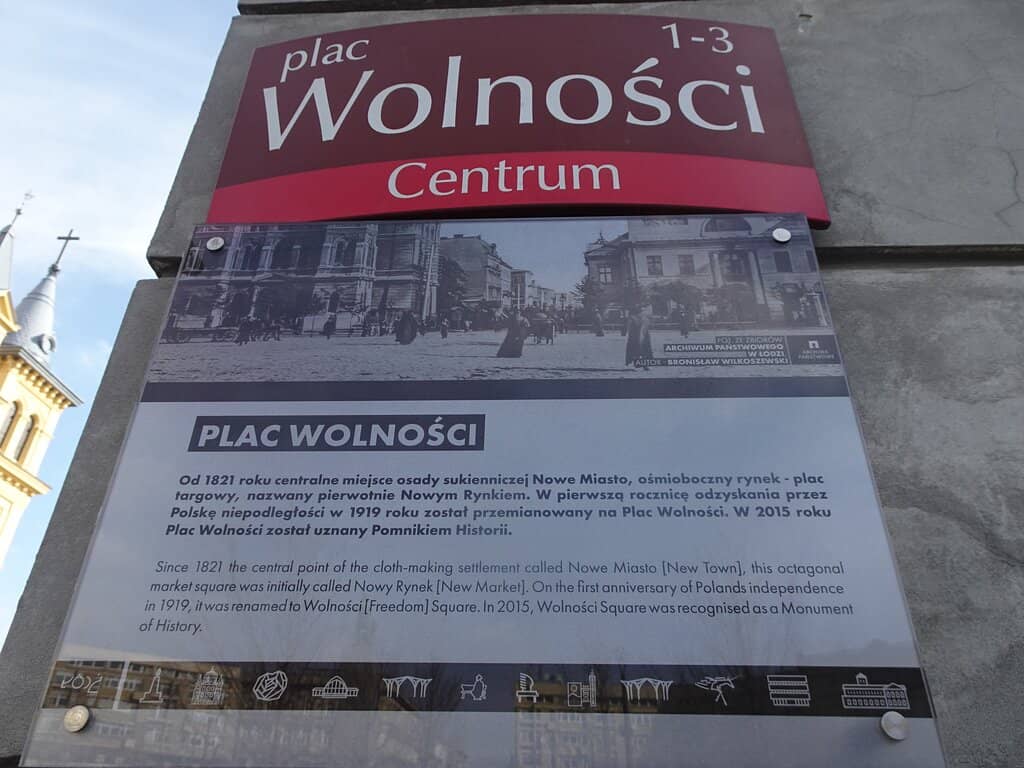 plac 1-3
Wolności
Centrum
POJ. ZE ZBIORÓW
ARCHIWUM PAŃSTWOWEGO
W ŁODZI
AUTOR - BRONISŁAW WILKOSZEWSKI
ARCHIWA
PAŃSTWOWE
PLAC WOLNOŚCI
Od 1821 roku centralne miejsce osady sukienniczej Nowe Miasto, ośmioboczny rynek - plac
targowy, nazwany pierwotnie Nowym Rynkiem. W pierwszą rocznicę odzyskania przez
Polskę niepodległości w 1919 roku został przemianowany na Plac Wolności. W 2015 roku
Plac Wolności został uznany Pomnikiem Historii.
Since 1821 the central point of the cloth-making settlement called Nowe Miasto [New Town], this octagonal
market square was initially called Nowy Rynek [New Market]. On the first anniversary of Polands independence
in 1919, it was renamed to Wolności [Freedom] Square. In 2015, Wolności Square was recognised as a Monument
of History.